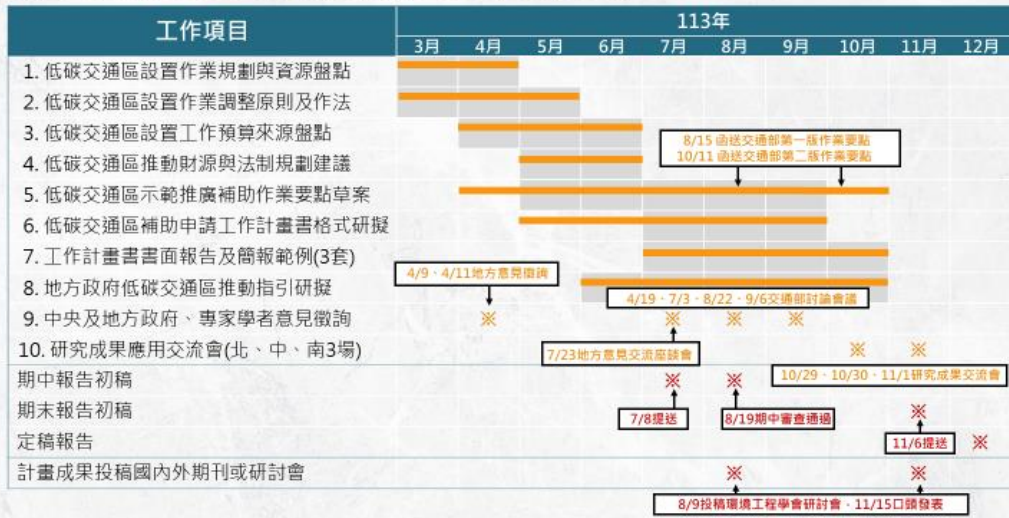 工作項目
113年
3月 4月 5月 6月 7月 8月 9月 10月 11月 12月
1. 低碳交通區設置作業規劃與資源盤點
2. 低碳交通區設置作業調整原則及作法
3. 低碳交通區設置工作預算來源盤點
8/15 函送交通部第一版作業要點
10/11 函送交通部第二版作業要點
4. 低碳交通區推動財源與法制規劃建議
5. 低碳交通區示範推廣補助作業要點草案
6. 低碳交通區補助申請工作計畫書格式研擬
7. 工作計畫書書面報告及簡報範例(3套)
4/9、4/11地方意見徵詢
8. 地方政府低碳交通區推動指引研擬
4/19、7/3、8/22、9/6交通部討論會議
9. 中央及地方政府、專家學者意見徵詢
※ ※ ※ ※
10. 研究成果應用交流會(北、中、南3場)
※ ※
7/23地方意見交流座談會
期中報告初稿
※ ※
10/29、10/30、11/1研究成果交流會
期末報告初稿
※
7/8提送
8/19期中審查通過
定稿報告
11/6提送
※
計畫成果投稿國內外期刊或研討會
※ ※
8/9投稿環境工程學會研討會、11/15口頭發表